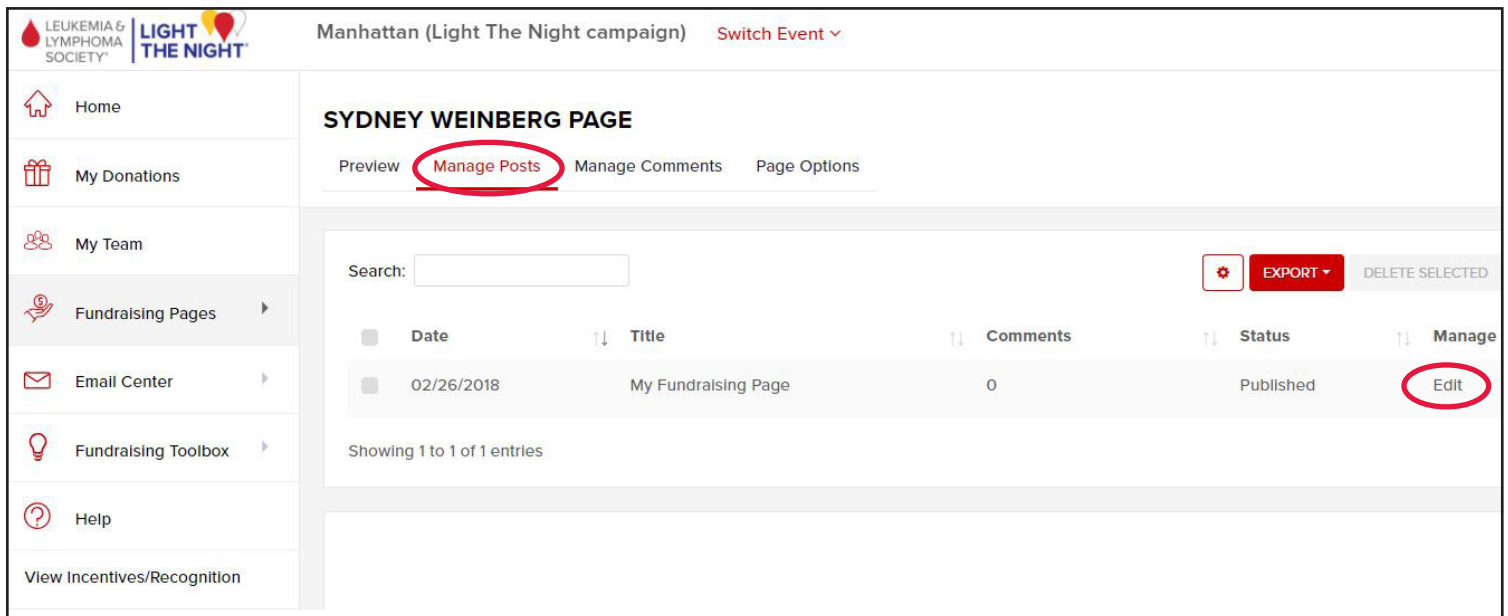 LEUKEMIA &
LYMPHOMA
SOCIETY®
LIGHT
THE NIGHT®
Manhattan (Light The Night campaign) Switch Event
Home
My Donations
My Team
Fundraising Pages
Email Center
Fundraising Toolbox
Help
View Incentives/Recognition
SYDNEY WEINBERG PAGE
Preview Manage Posts Manage Comments Page Options
Search: EXPORT DELETE SELECTED
Date Title Comments Status Manage
02/26/2018 My Fundraising Page 0 Published Edit
Showing 1 to 1 of 1 entries